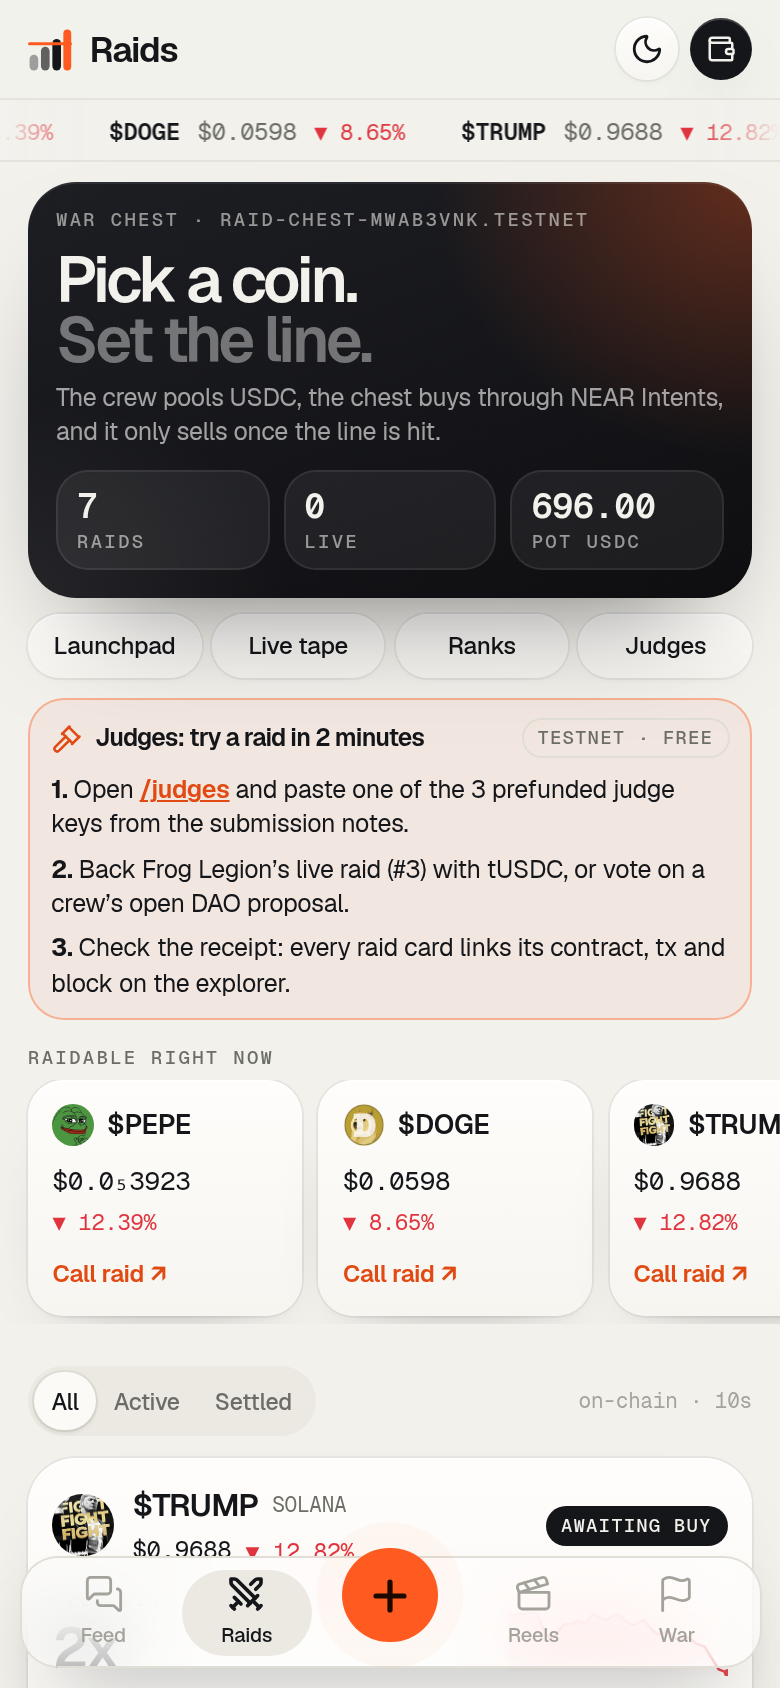 Raids
.39% $DOGE $0.0598 ▼ 8.65% $TRUMP $0.9688 ▼ 12.82%
WAR CHEST · RAID-CHEST-MWAB3VNK.TESTNET
Pick a coin.
Set the line.
The crew pools USDC, the chest buys through NEAR Intents,
and it only sells once the line is hit.
7 0 696.00
RAIDS LIVE POT USDC
Launchpad Live tape Ranks Judges
Judges: try a raid in 2 minutes TESTNET · FREE
1. Open /judges and paste one of the 3 prefunded judge
keys from the submission notes.
2. Back Frog Legion’s live raid (#3) with tUSDC, or vote on a
crew’s open DAO proposal.
3. Check the receipt: every raid card links its contract, tx and
block on the explorer.
RAIDABLE RIGHT NOW
$PEPE $DOGE $TRUM
$0.0₅3923 $0.0598 $0.9688
▼ 12.39% ▼ 8.65% ▼ 12.82%
Call raid ↗ Call raid ↗ Call raid ↗
All Active Settled on-chain · 10s
$TRUMP SOLANA
AWAITING BUY
$0.9688 ▼ 12.82%
2x
Feed Raids + Reels War